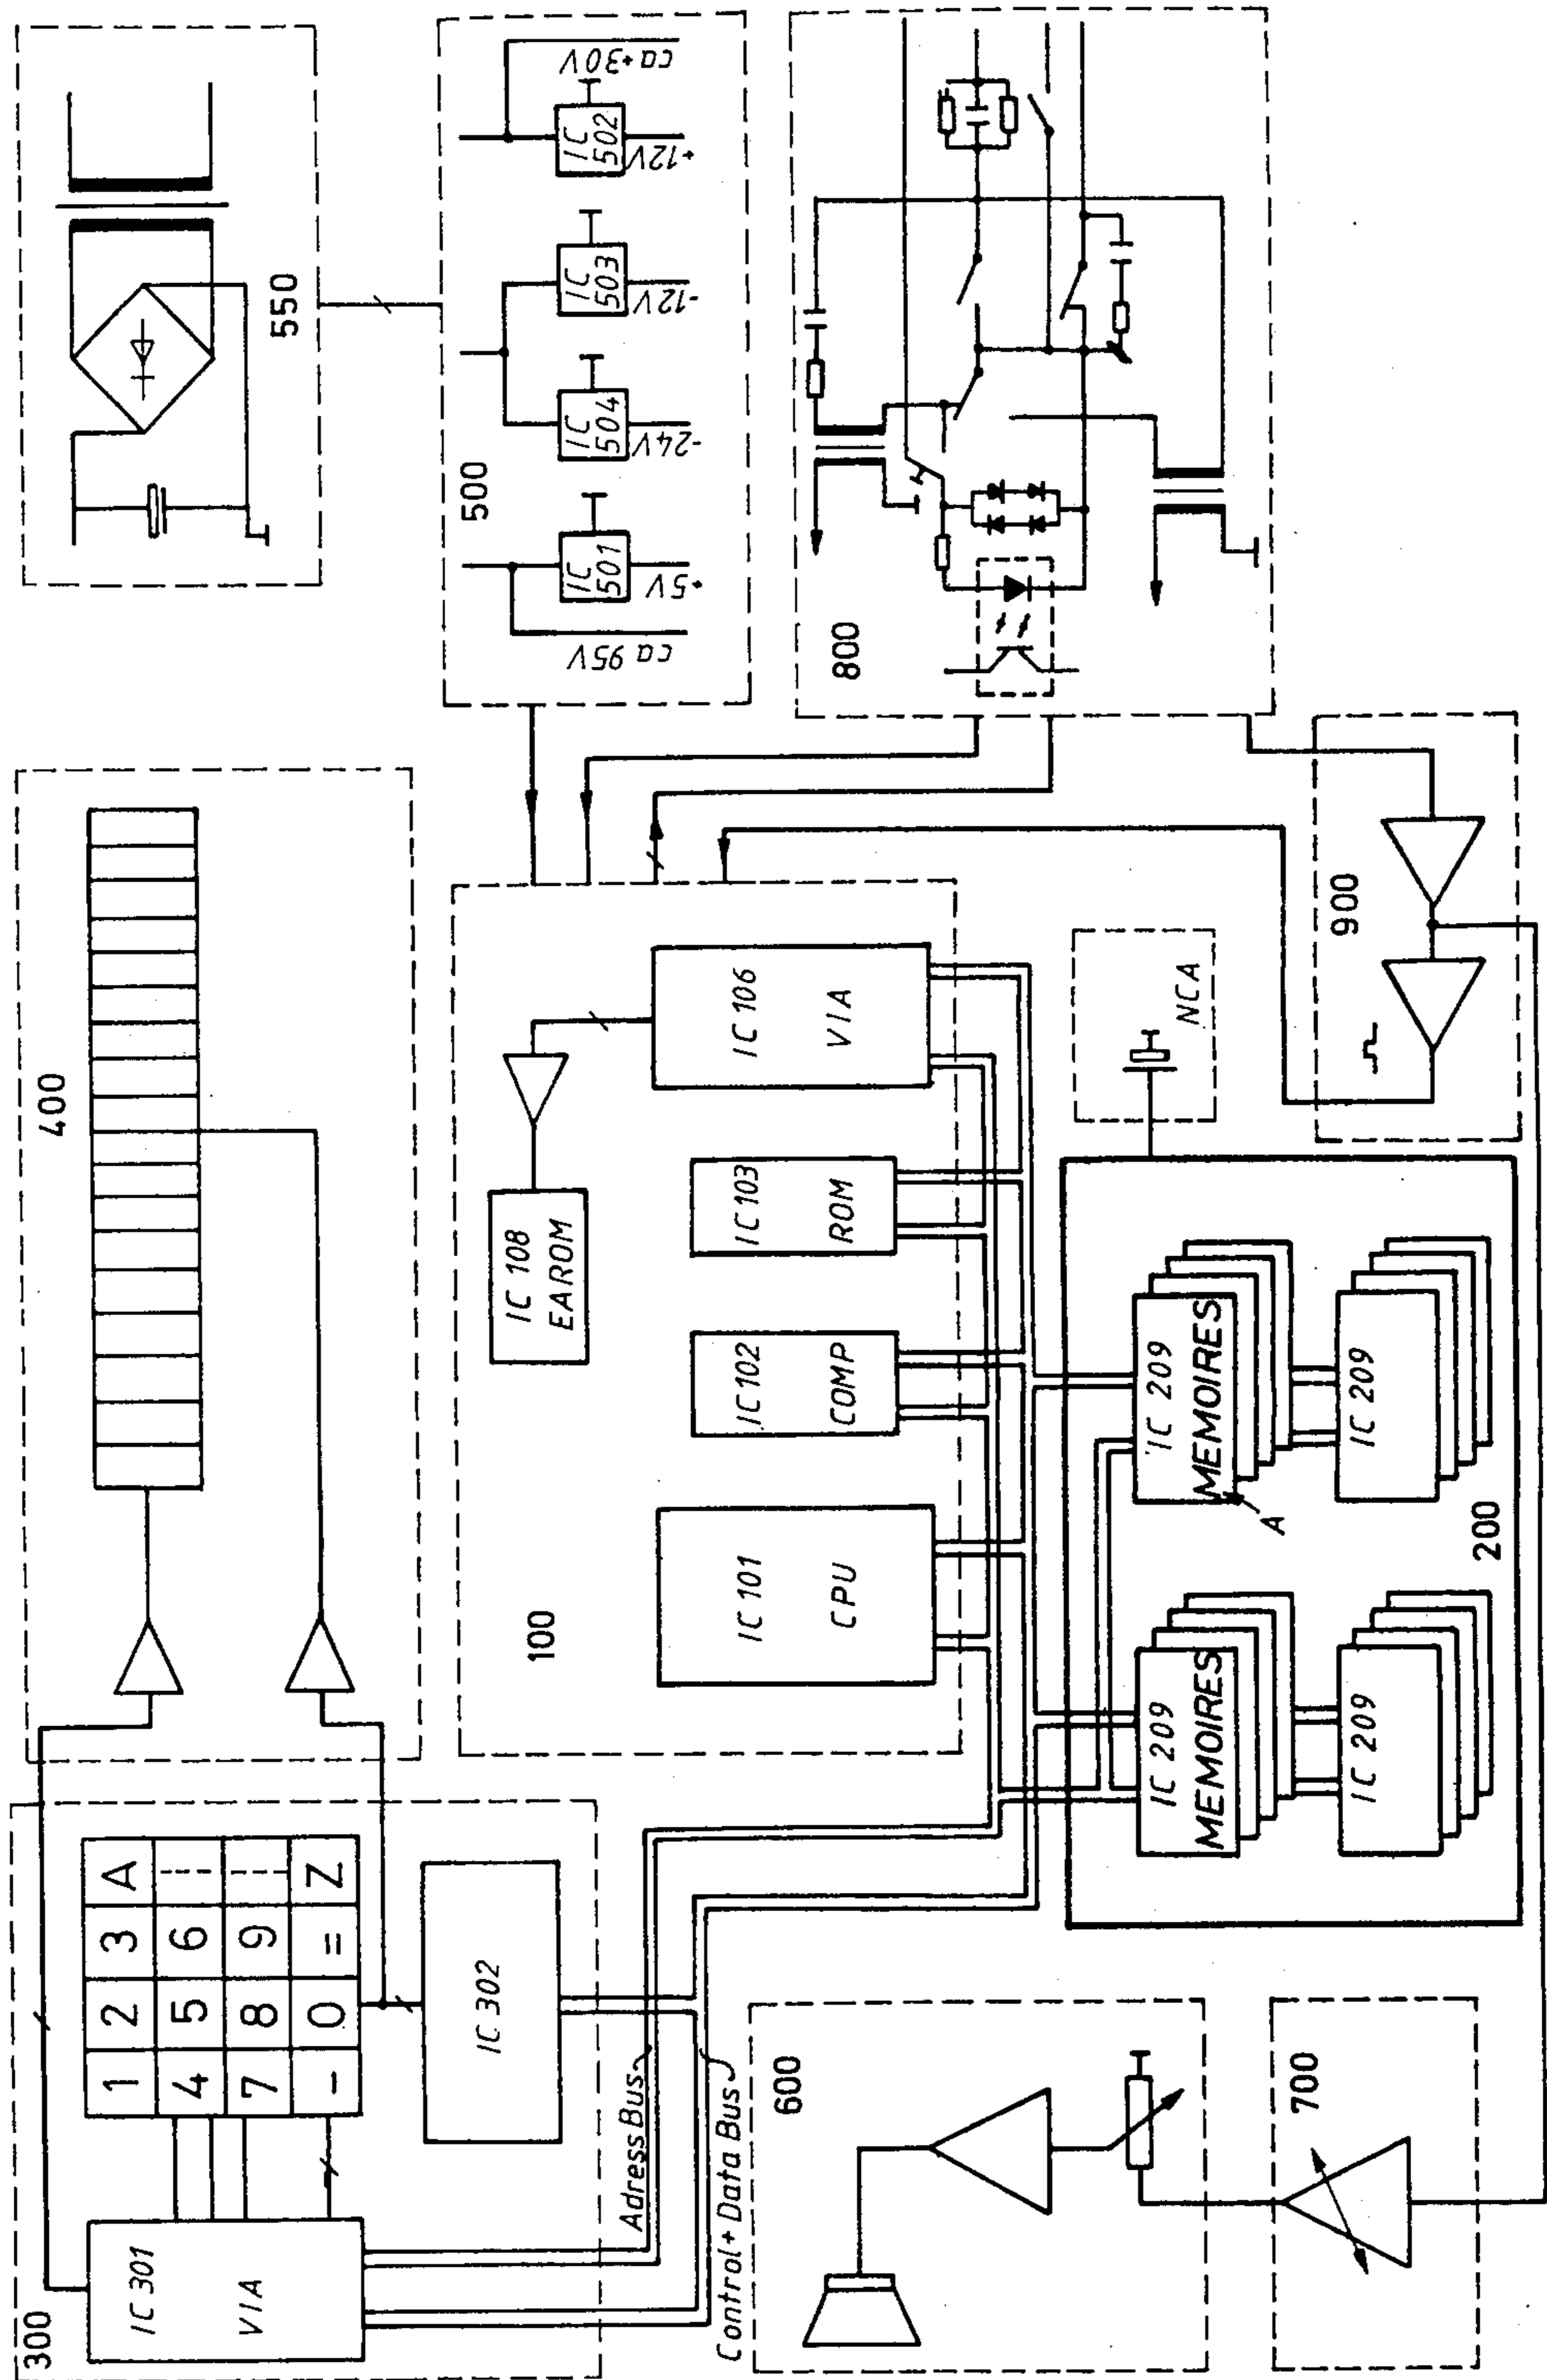 300
IC 301
VIA
1 2 3 A
4 5 6
7 8 9
- 0 = Z
IC 302
Adress Bus
Control + Data Bus
400
100
IC 101
CPU
IC 102
COMP
IC 103
ROM
IC 106
VIA
IC 108
EAROM
550
500
IC
501
+5V
ca 95V
IC
504
-24V
IC
503
-12V
IC
502
+12V
ca +30V
800
600
700
IC 209
MEMOIRES
IC 209
IC 209
MEMOIRES
IC 209
A
200
NCA
900